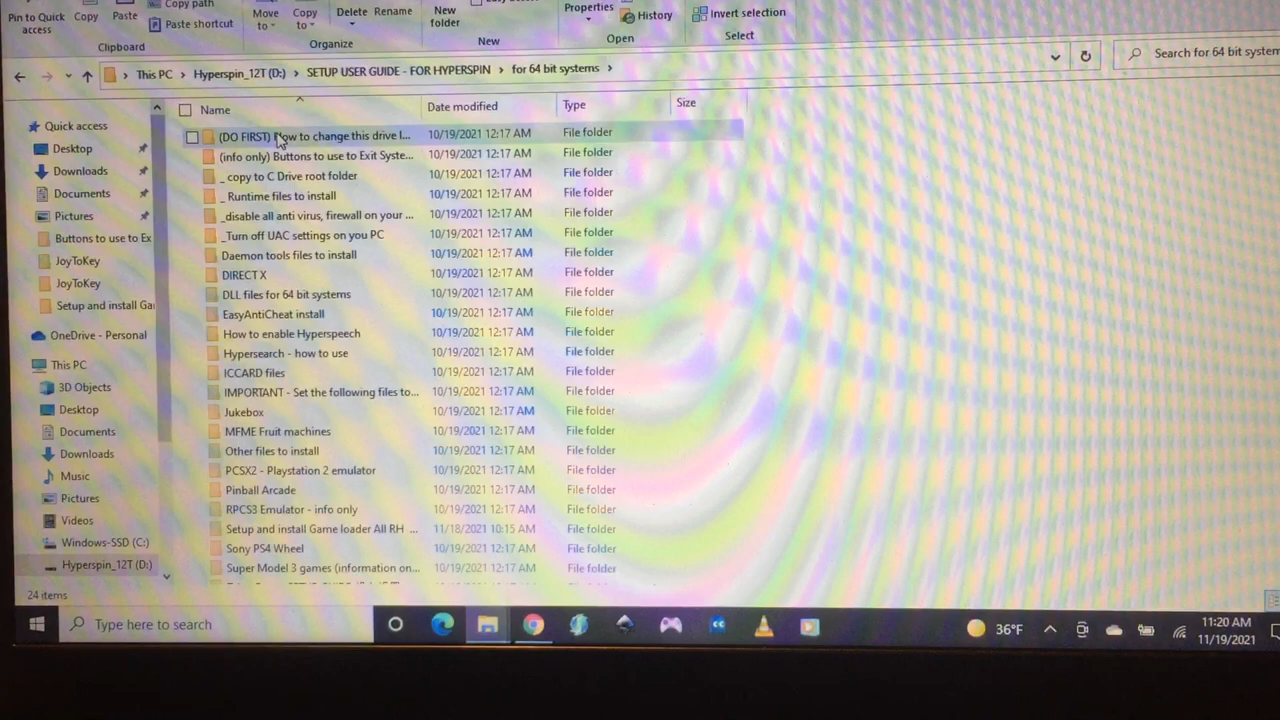 Copy path
Pin to Quick access
Copy
Paste
Paste shortcut
Clipboard
Move to
Copy to
Delete
Rename
Organize
New folder
New
Properties
History
Open
Invert selection
Select
This PC > Hyperspin_12T (D:) > SETUP USER GUIDE - FOR HYPERSPIN > for 64 bit systems >
Search for 64 bit system
Name Date modified Type Size
(DO FIRST) How to change this drive l... 10/19/2021 12:17 AM File folder
(info only) Buttons to use to Exit Syste... 10/19/2021 12:17 AM File folder
_ copy to C Drive root folder 10/19/2021 12:17 AM File folder
_ Runtime files to install 10/19/2021 12:17 AM File folder
_disable all anti virus, firewall on your ... 10/19/2021 12:17 AM File folder
_Turn off UAC settings on you PC 10/19/2021 12:17 AM File folder
Daemon tools files to install 10/19/2021 12:17 AM File folder
DIRECT X 10/19/2021 12:17 AM File folder
DLL files for 64 bit systems 10/19/2021 12:17 AM File folder
EasyAntiCheat install 10/19/2021 12:17 AM File folder
How to enable Hyperspeech 10/19/2021 12:17 AM File folder
Hypersearch - how to use 10/19/2021 12:17 AM File folder
ICCARD files 10/19/2021 12:17 AM File folder
IMPORTANT - Set the following files to... 10/19/2021 12:17 AM File folder
Jukebox 10/19/2021 12:17 AM File folder
MFME Fruit machines 10/19/2021 12:17 AM File folder
Other files to install 10/19/2021 12:17 AM File folder
PCSX2 - Playstation 2 emulator 10/19/2021 12:17 AM File folder
Pinball Arcade 10/19/2021 12:17 AM File folder
RPCS3 Emulator - info only 10/19/2021 12:17 AM File folder
Setup and install Game loader All RH ... 11/18/2021 10:15 AM File folder
Sony PS4 Wheel 10/19/2021 12:17 AM File folder
Super Model 3 games (information on... 10/19/2021 12:17 AM File folder
Quick access
Desktop
Downloads
Documents
Pictures
Buttons to use to Ex
JoyToKey
JoyToKey
Setup and install Ga
OneDrive - Personal
This PC
3D Objects
Desktop
Documents
Downloads
Music
Pictures
Videos
Windows-SSD (C:)
Hyperspin_12T (D:)
24 items
Type here to search
36°F
11:20 AM
11/19/2021